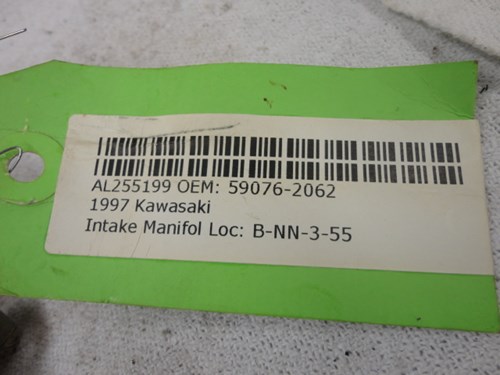 AL255199 OEM: 59076-2062
1997 Kawasaki
Intake Manifol Loc: B-NN-3-55